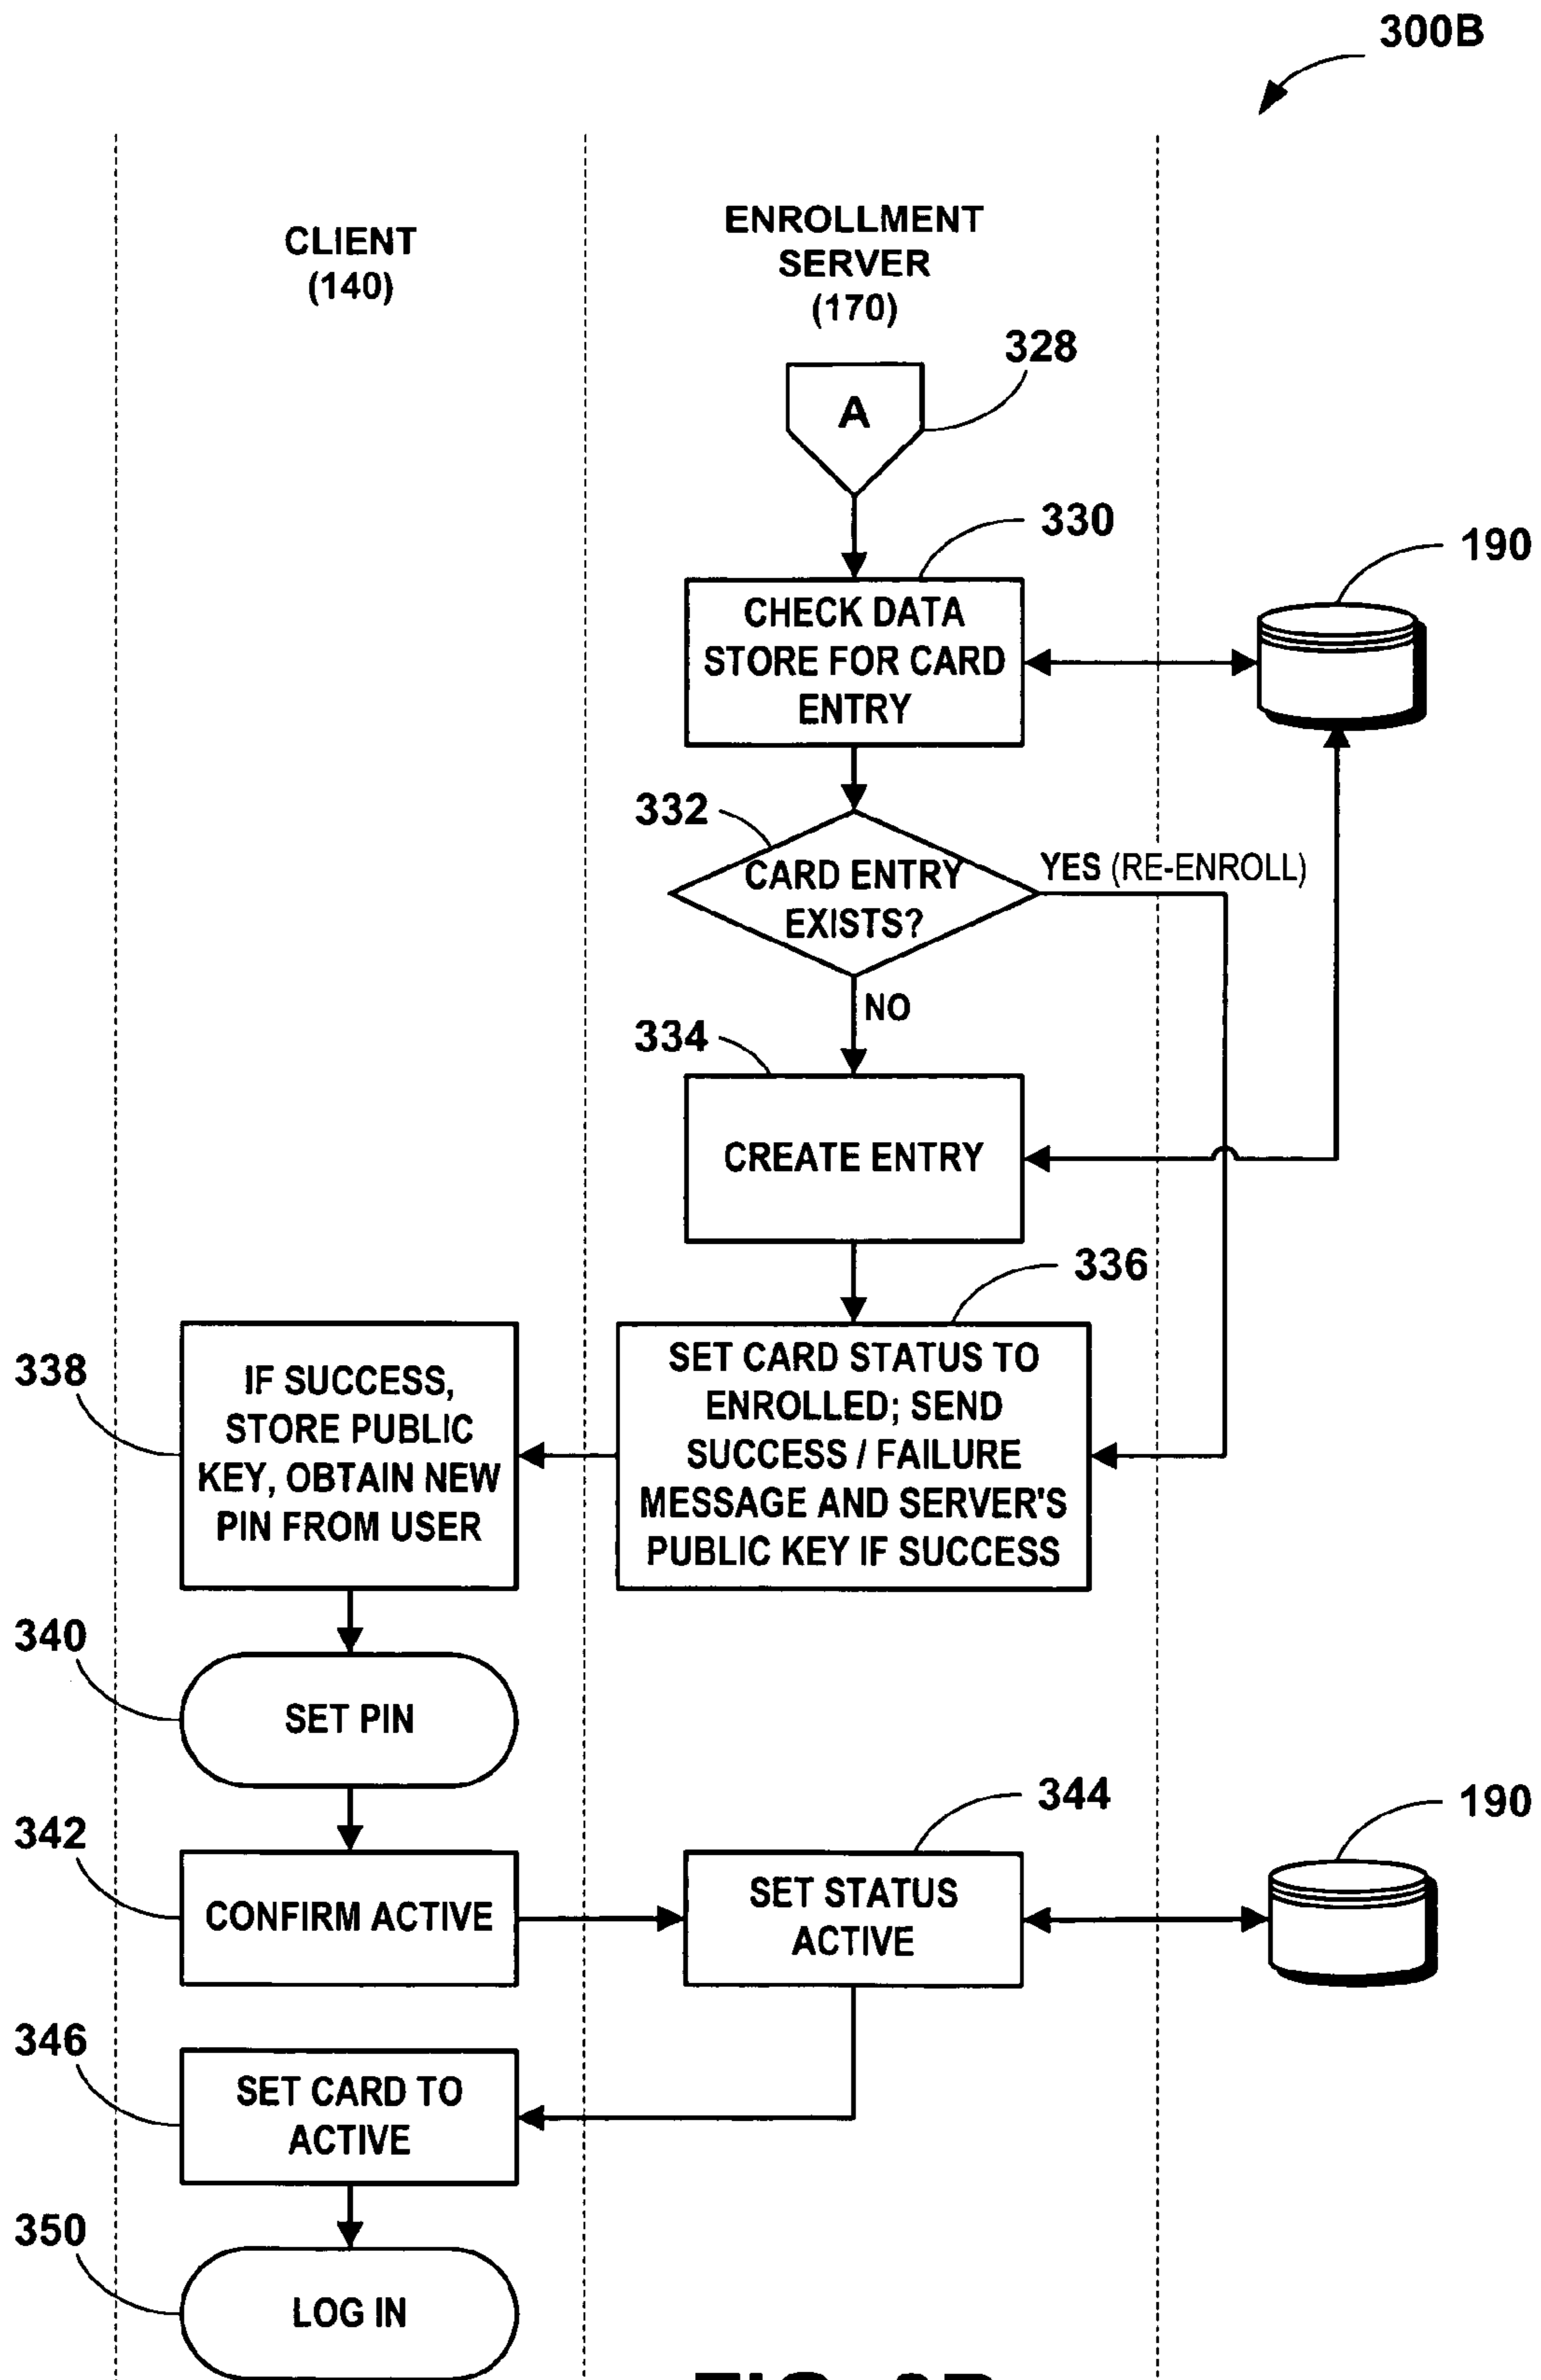 300B
CLIENT
(140)
ENROLLMENT
SERVER
(170)
328
A
330
190
CHECK DATA
STORE FOR CARD
ENTRY
332
CARD ENTRY
EXISTS?
YES (RE-ENROLL)
NO
334
CREATE ENTRY
336
338
IF SUCCESS,
STORE PUBLIC
KEY, OBTAIN NEW
PIN FROM USER
SET CARD STATUS TO
ENROLLED; SEND
SUCCESS / FAILURE
MESSAGE AND SERVER'S
PUBLIC KEY IF SUCCESS
340
SET PIN
342
CONFIRM ACTIVE
344
SET STATUS
ACTIVE
190
346
SET CARD TO
ACTIVE
350
LOG IN